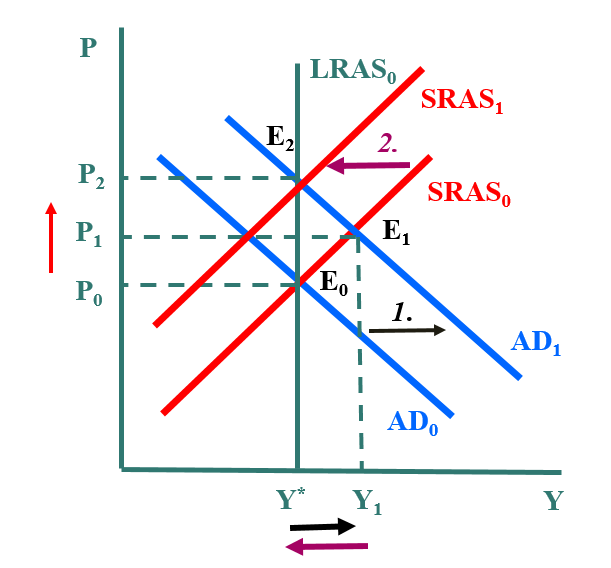 P
LRAS₀
SRAS₁
E₂
2.
P₂
SRAS₀
P₁
E₁
P₀
E₀
1.
AD₁
AD₀
Y*
Y₁
Y